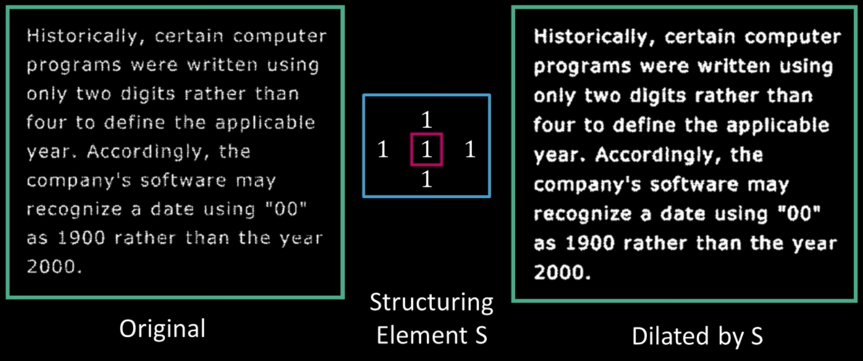 Historically, certain computer
programs were written using
only two digits rather than
four to define the applicable
year. Accordingly, the
company's software may
recognize a date using "00"
as 1900 rather than the year
2000.
Original
1
1 1 1
1
Structuring
Element S
Historically, certain computer
programs were written using
only two digits rather than
four to define the applicable
year. Accordingly, the
company's software may
recognize a date using "00"
as 1900 rather than the year
2000.
Dilated by S